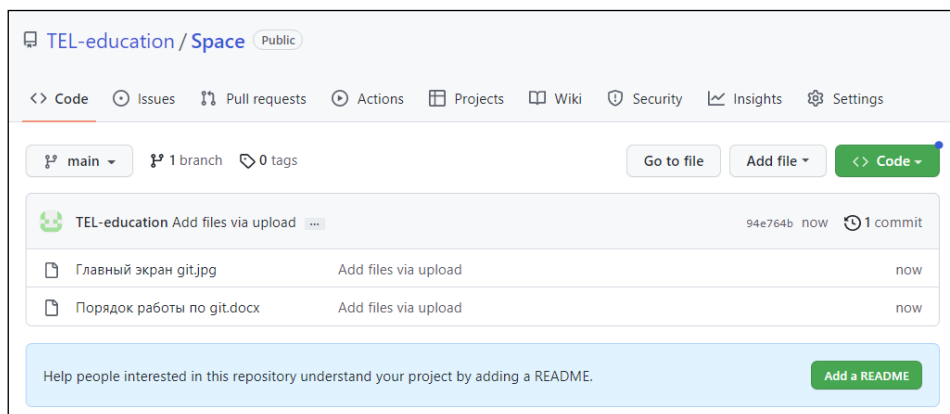 TEL-education / Space Public
Code Issues Pull requests Actions Projects Wiki Security Insights Settings
main 1 branch 0 tags Go to file Add file Code
TEL-education Add files via upload ... 94e764b now 1 commit
Главный экран git.jpg Add files via upload now
Порядок работы по git.docx Add files via upload now
Help people interested in this repository understand your project by adding a README. Add a README